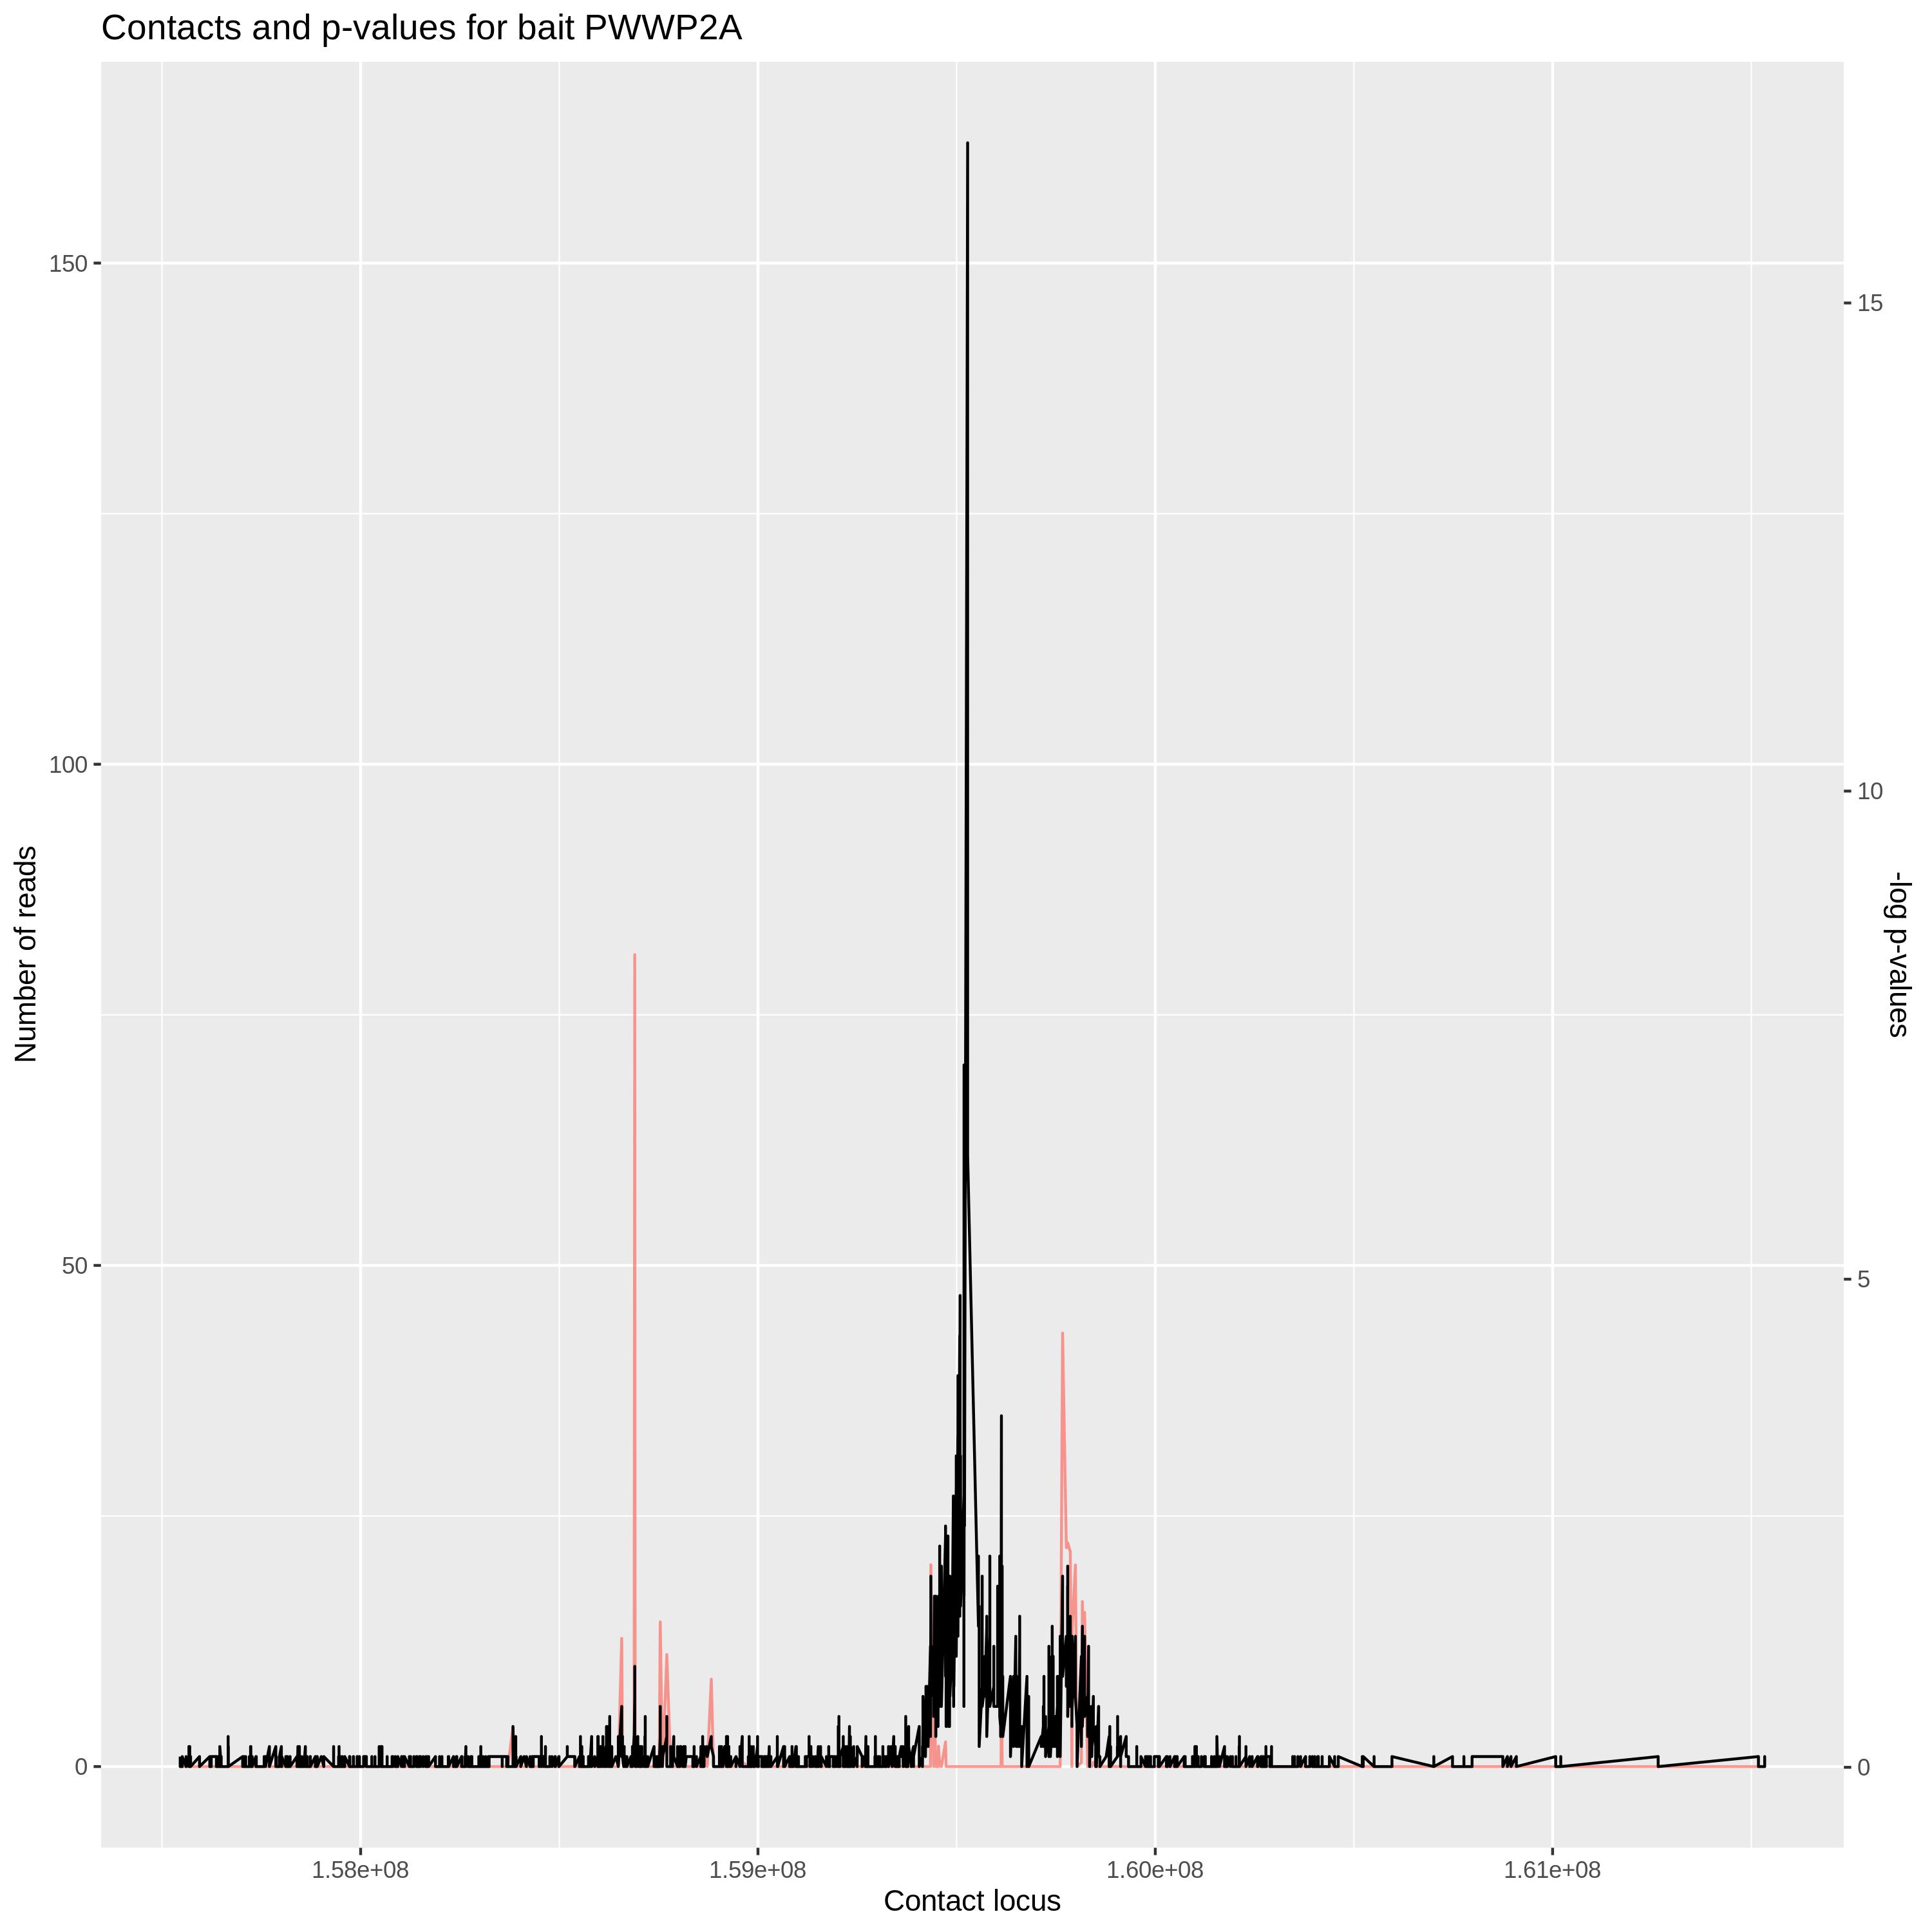 Contacts and p-values for bait PWWP2A
150
100
50
0
Number of reads
15
10
5
0
-log p-values
1.58e+08
1.59e+08
1.60e+08
1.61e+08
Contact locus